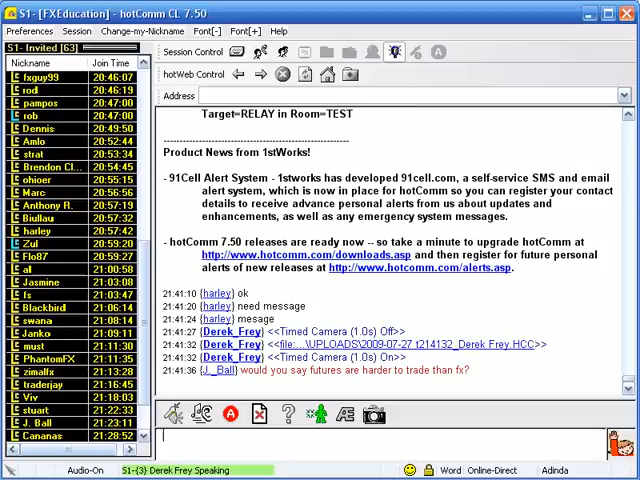 S1- [FXEducation] - hotComm CL 7.50
Preferences Session Change-my-Nickname Font[-] Font[+]
S1- Invited [63]
Session Control
Nickname Join Time
hotWeb Control
Address
fxguy99 20:46:07
rod 20:46:19
pampos 20:47:00
rob 20:47:00
Dennis 20:49:50
Amlo 20:52:44
strat 20:53:34
Brendon Cl... 20:54:45
ohioer 20:55:15
Marc 20:56:56
Anthony R. 20:57:13
Biullau 20:57:32
harley 20:57:42
Zul 20:59:20
Flo87 20:59:27
al 21:00:58
Jasmine 21:03:08
fs 21:03:47
Blackbird 21:06:14
swana 21:08:14
Janko 21:09:11
must 21:11:30
PhantomFX 21:11:35
zimalfx 21:13:38
traderjay 21:16:45
Viv 21:18:03
stuart 21:22:33
J. Ball 21:23:11
Cananas 21:28:52
Target=RELAY in Room=TEST
--------------------------------------------------
Product News from 1stWorks!
- 91Cell Alert System - 1stworks has developed 91cell.com, a self-service SMS and email
alert system, which is now in place for hotComm so you can register your contact
details to receive advance personal alerts from us about updates and
enhancements, as well as any emergency system messages.
- hotComm 7.50 releases are ready now -- so take a minute to upgrade hotComm at
http://www.hotcomm.com/downloads.asp and then register for future personal
alerts of new releases at http://www.hotcomm.com/alerts.asp.
21:41:10 {harley} ok
21:41:20 {harley} need message
21:41:24 {harley} mesage
21:41:27 {Derek_Frey} <<Timed Camera (1.0s) Off>>
21:41:32 {Derek_Frey} <<file:...\UPLOADS\2009-07-27 t214132_Derek Frey.HCC>>
21:41:32 {Derek_Frey} <<Timed Camera (1.0s) On>>
21:41:36 {J._Ball} would you say futures are harder to trade than fx?
Audio-On S1-{3} Derek Frey Speaking Word Online-Direct Adinda